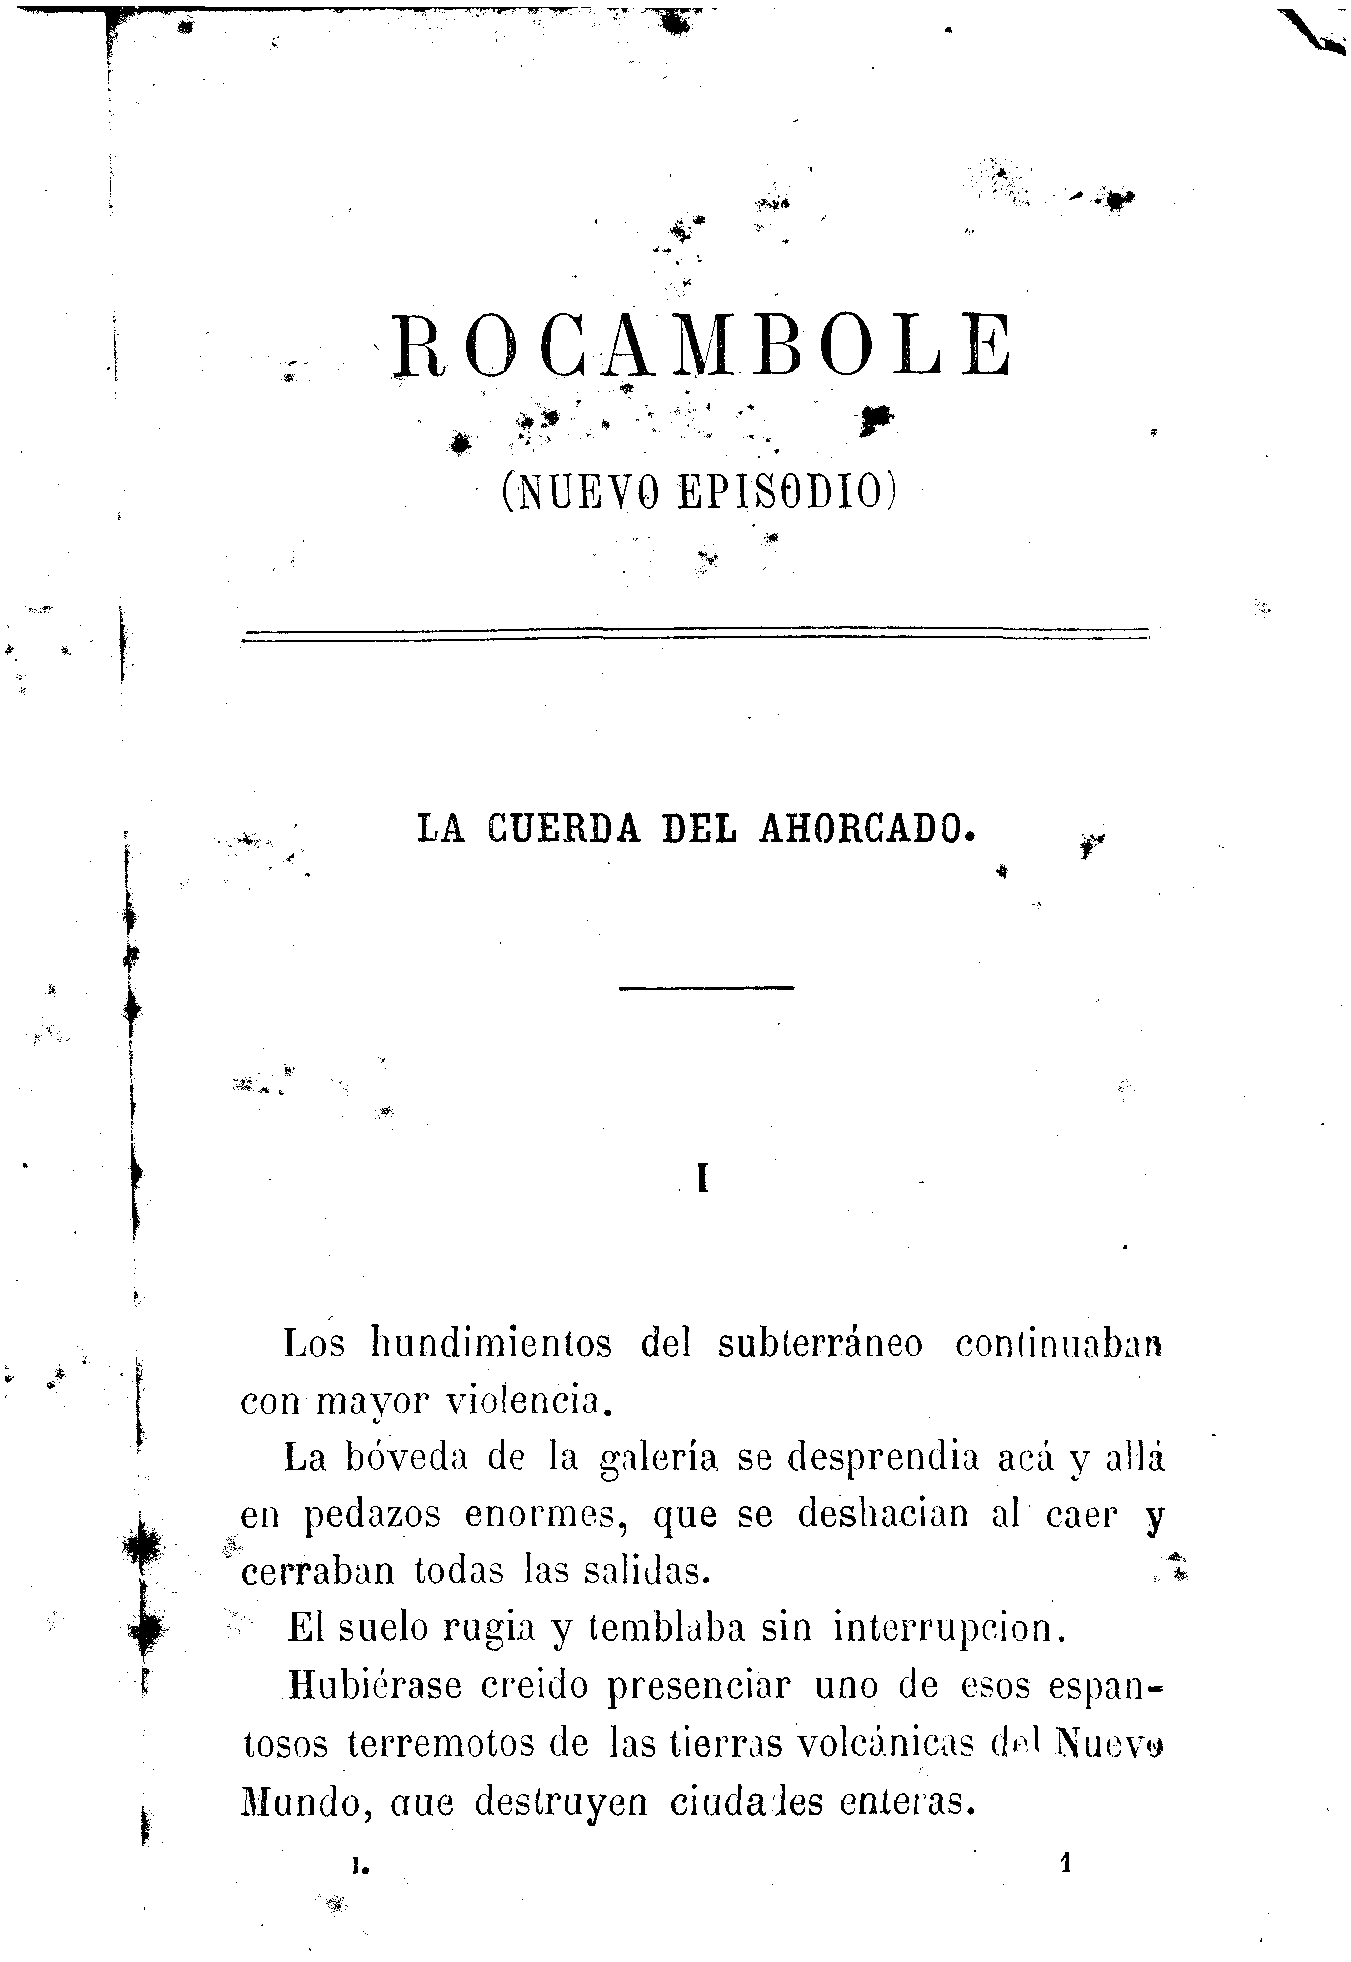 ROCAMBOLE
(NUEVO EPISODIO)
LA CUERDA DEL AHORCADO.
I
Los hundimientos del subterráneo continuaban
con mayor violencia.
La bóveda de la galería se desprendia acá y allá
en pedazos enormes, que se deshacian al caer y
cerraban todas las salidas.
El suelo rugia y temblaba sin interrupcion.
Hubiérase creido presenciar uno de esos espan-
tosos terremotos de las tierras volcánicas del Nuevo
Mundo, que destruyen ciudades enteras.
I. 1